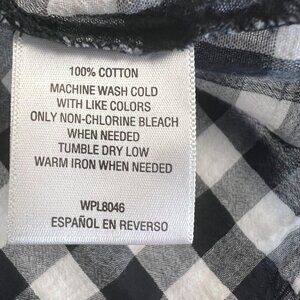 100% COTTON
MACHINE WASH COLD
WITH LIKE COLORS
ONLY NON-CHLORINE BLEACH
WHEN NEEDED
TUMBLE DRY LOW
WARM IRON WHEN NEEDED
WPL8046
ESPAÑOL EN REVERSO